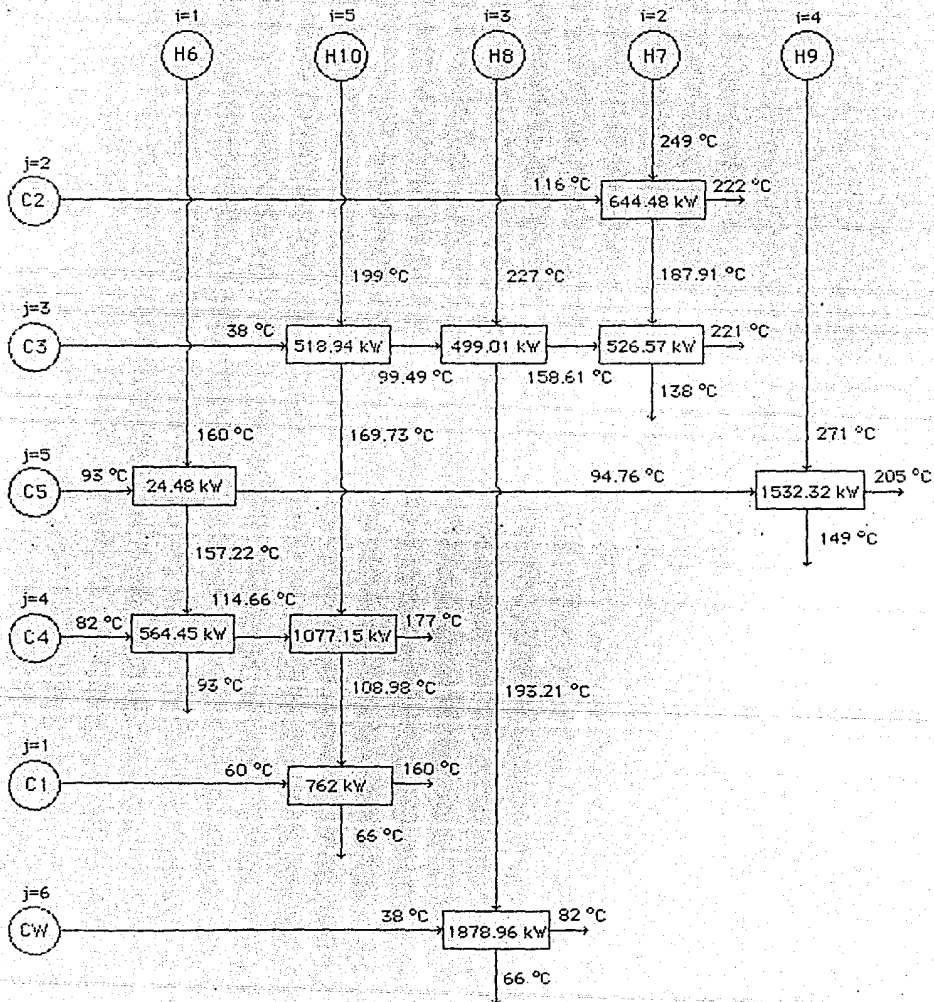 i=1 i=5 i=3 i=2 i=4
H6 H10 H8 H7 H9
249 °C
j=2
C2 116 °C 644.48 kW 222 °C
199 °C 227 °C 187.91 °C
j=3
C3 38 °C 518.94 kW 499.01 kW 526.57 kW 221 °C
99.49 °C 158.61 °C 138 °C
160 °C 169.73 °C 271 °C
j=5
C5 93 °C 24.48 kW 94.76 °C 1532.32 kW 205 °C
157.22 °C 149 °C
j=4 114.66 °C
C4 82 °C 564.45 kW 1077.15 kW 177 °C
93 °C 108.98 °C 193.21 °C
j=1
C1 60 °C 762 kW 160 °C
66 °C
j=6
CW 38 °C 1878.96 kW 82 °C
66 °C